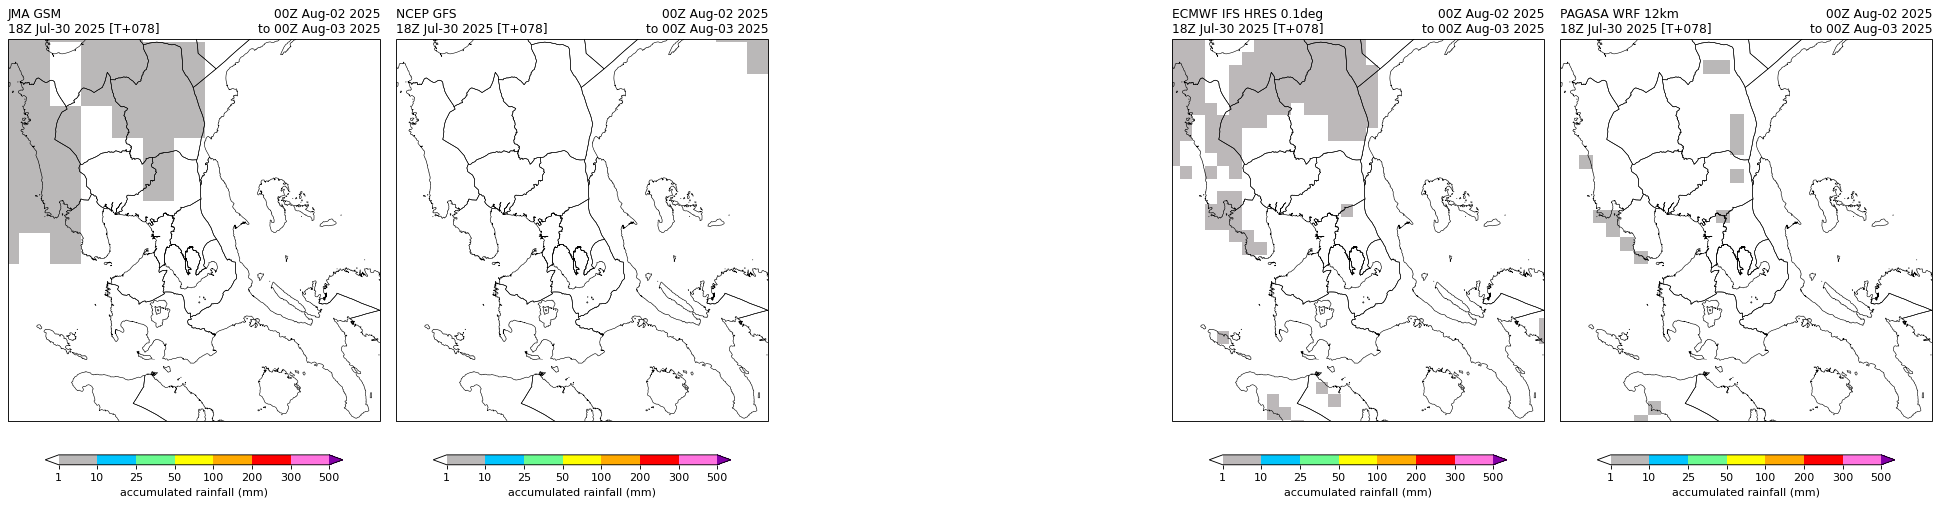 JMA GSM 00Z Aug-02 2025
18Z Jul-30 2025 [T+078] to 00Z Aug-03 2025
1 10 25 50 100 200 300 500
accumulated rainfall (mm)
NCEP GFS 00Z Aug-02 2025
18Z Jul-30 2025 [T+078] to 00Z Aug-03 2025
1 10 25 50 100 200 300 500
accumulated rainfall (mm)
ECMWF IFS HRES 0.1deg 00Z Aug-02 2025
18Z Jul-30 2025 [T+078] to 00Z Aug-03 2025
1 10 25 50 100 200 300 500
accumulated rainfall (mm)
PAGASA WRF 12km 00Z Aug-02 2025
18Z Jul-30 2025 [T+078] to 00Z Aug-03 2025
1 10 25 50 100 200 300 500
accumulated rainfall (mm)